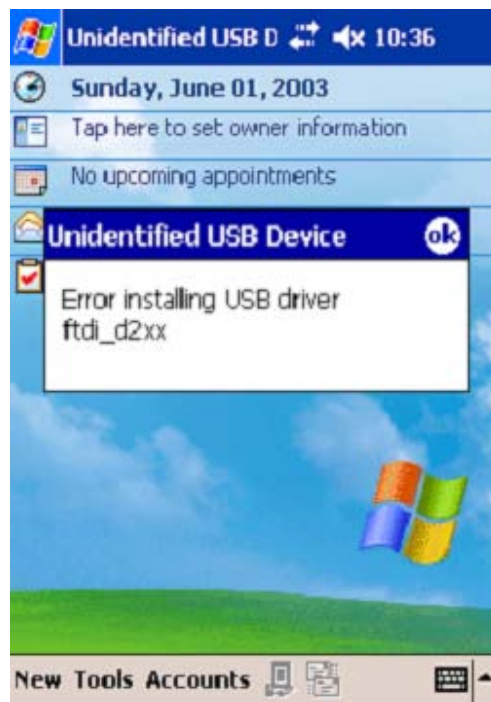 Unidentified USB D 10:36
Sunday, June 01, 2003
Tap here to set owner information
No upcoming appointments
Unidentified USB Device ok
Error installing USB driver
ftdi_d2xx
New Tools Accounts